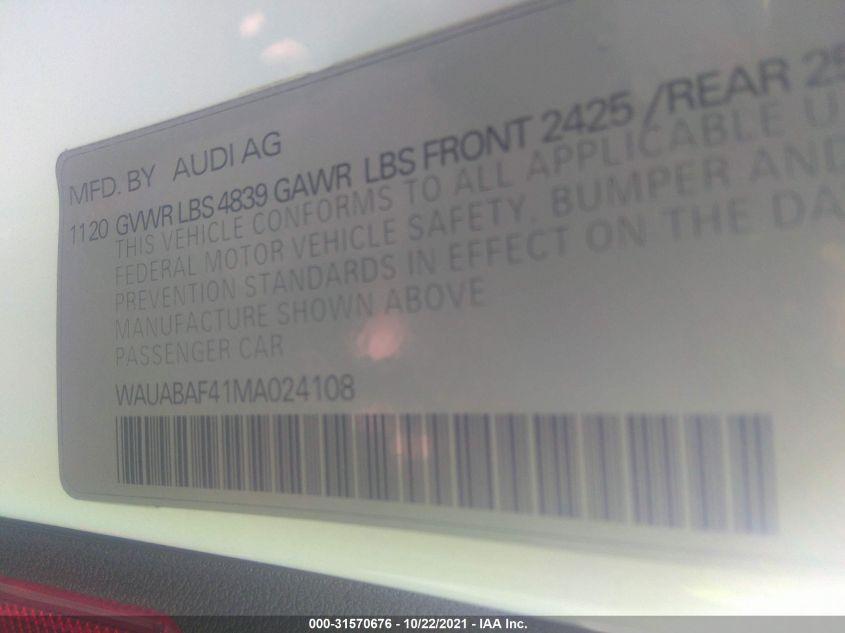 MFD. BY AUDI AG
1120 GVWR LBS 4839 GAWR LBS FRONT 2425 /REAR
THIS VEHICLE CONFORMS TO ALL APPLICABLE
FEDERAL MOTOR VEHICLE SAFETY, BUMPER AND
PREVENTION STANDARDS IN EFFECT ON THE
MANUFACTURE SHOWN ABOVE
PASSENGER CAR
WAUABAF41MA024108
000-31570676 - 10/22/2021 - IAA Inc.